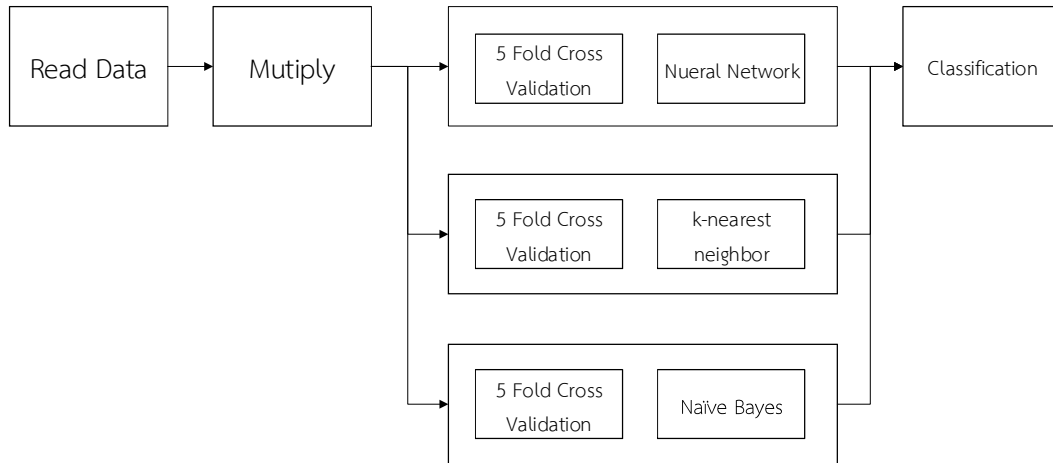 Read Data
Mutiply
5 Fold Cross
Validation
Nueral Network
Classification
5 Fold Cross
Validation
k-nearest
neighbor
5 Fold Cross
Validation
Naïve Bayes